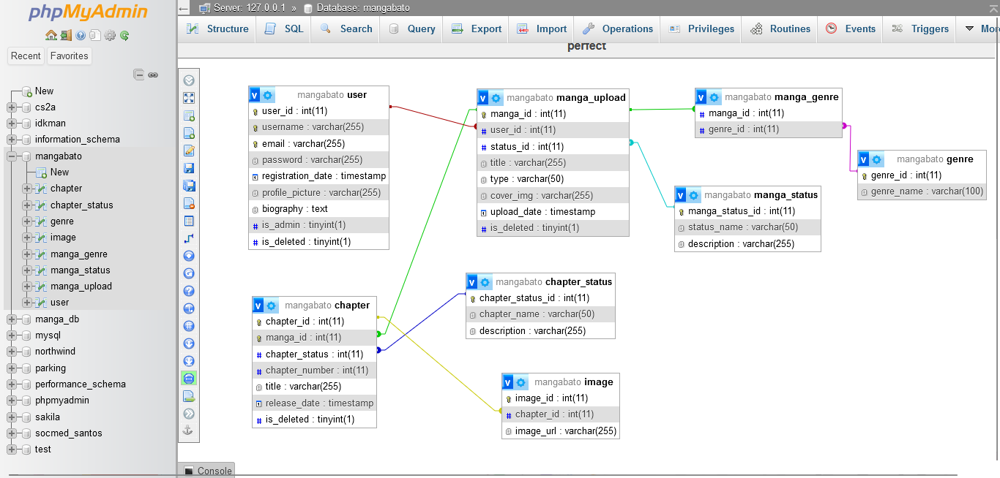 phpMyAdmin
Recent Favorites
New
cs2a
idkman
information_schema
mangabato
New
chapter
chapter_status
genre
image
manga_genre
manga_status
manga_upload
user
manga_db
mysql
northwind
parking
performance_schema
phpmyadmin
sakila
socmed_santos
test
Server: 127.0.0.1 » Database: mangabato
Structure SQL Search Query Export Import Operations Privileges Routines Events Triggers More
perfect
v mangabato user
user_id : int(11)
username : varchar(255)
email : varchar(255)
password : varchar(255)
registration_date : timestamp
profile_picture : varchar(255)
biography : text
# is_admin : tinyint(1)
# is_deleted : tinyint(1)
v mangabato manga_upload
manga_id : int(11)
# user_id : int(11)
# status_id : int(11)
title : varchar(255)
type : varchar(50)
cover_img : varchar(255)
upload_date : timestamp
# is_deleted : tinyint(1)
v mangabato manga_genre
# manga_id : int(11)
# genre_id : int(11)
v mangabato genre
genre_id : int(11)
genre_name : varchar(100)
v mangabato manga_status
manga_status_id : int(11)
status_name : varchar(50)
description : varchar(255)
v mangabato chapter
chapter_id : int(11)
manga_id : int(11)
# chapter_status : int(11)
# chapter_number : int(11)
title : varchar(255)
release_date : timestamp
# is_deleted : tinyint(1)
v mangabato chapter_status
chapter_status_id : int(11)
chapter_name : varchar(50)
description : varchar(255)
v mangabato image
image_id : int(11)
# chapter_id : int(11)
image_url : varchar(255)
Console